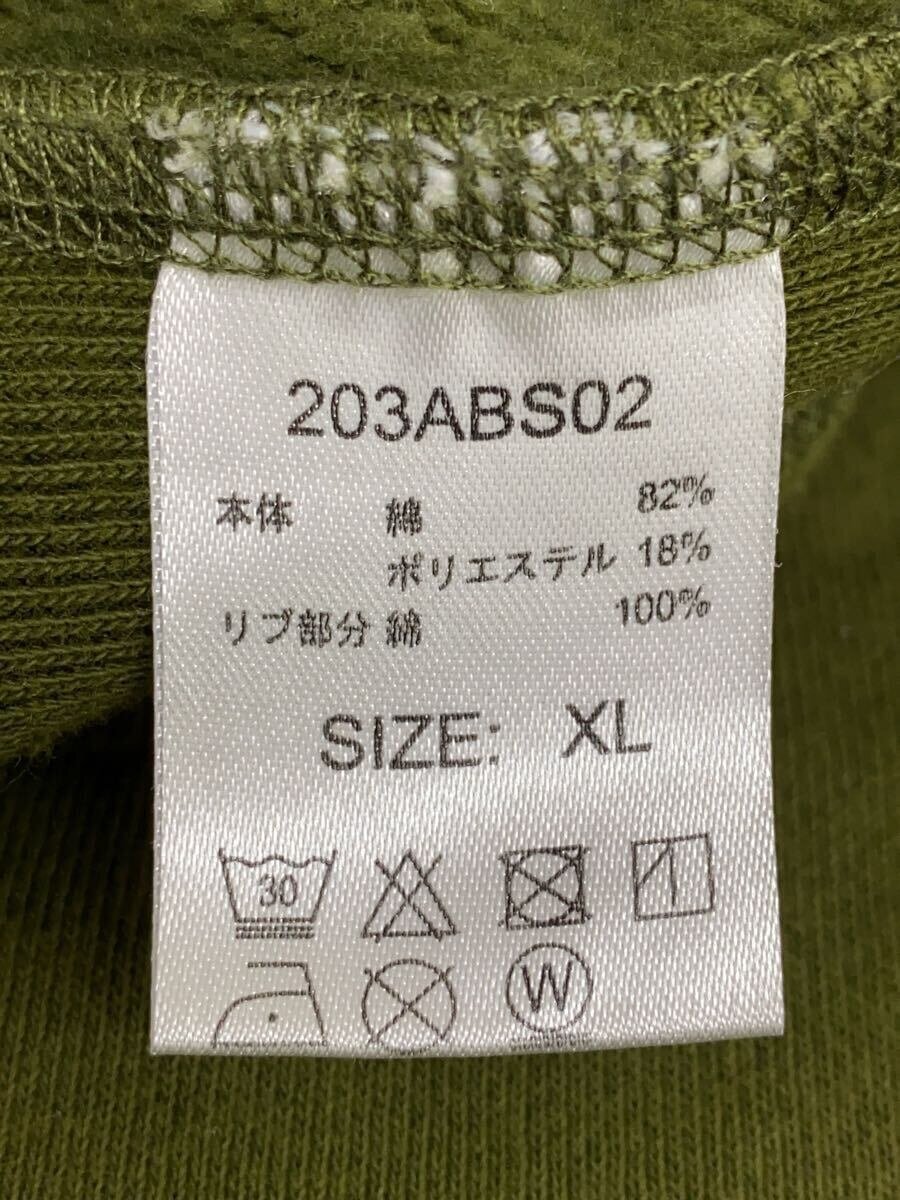 203ABS02
本体 綿 82%
ポリエステル 18%
リブ部分 綿 100%
SIZE: XL
30
W